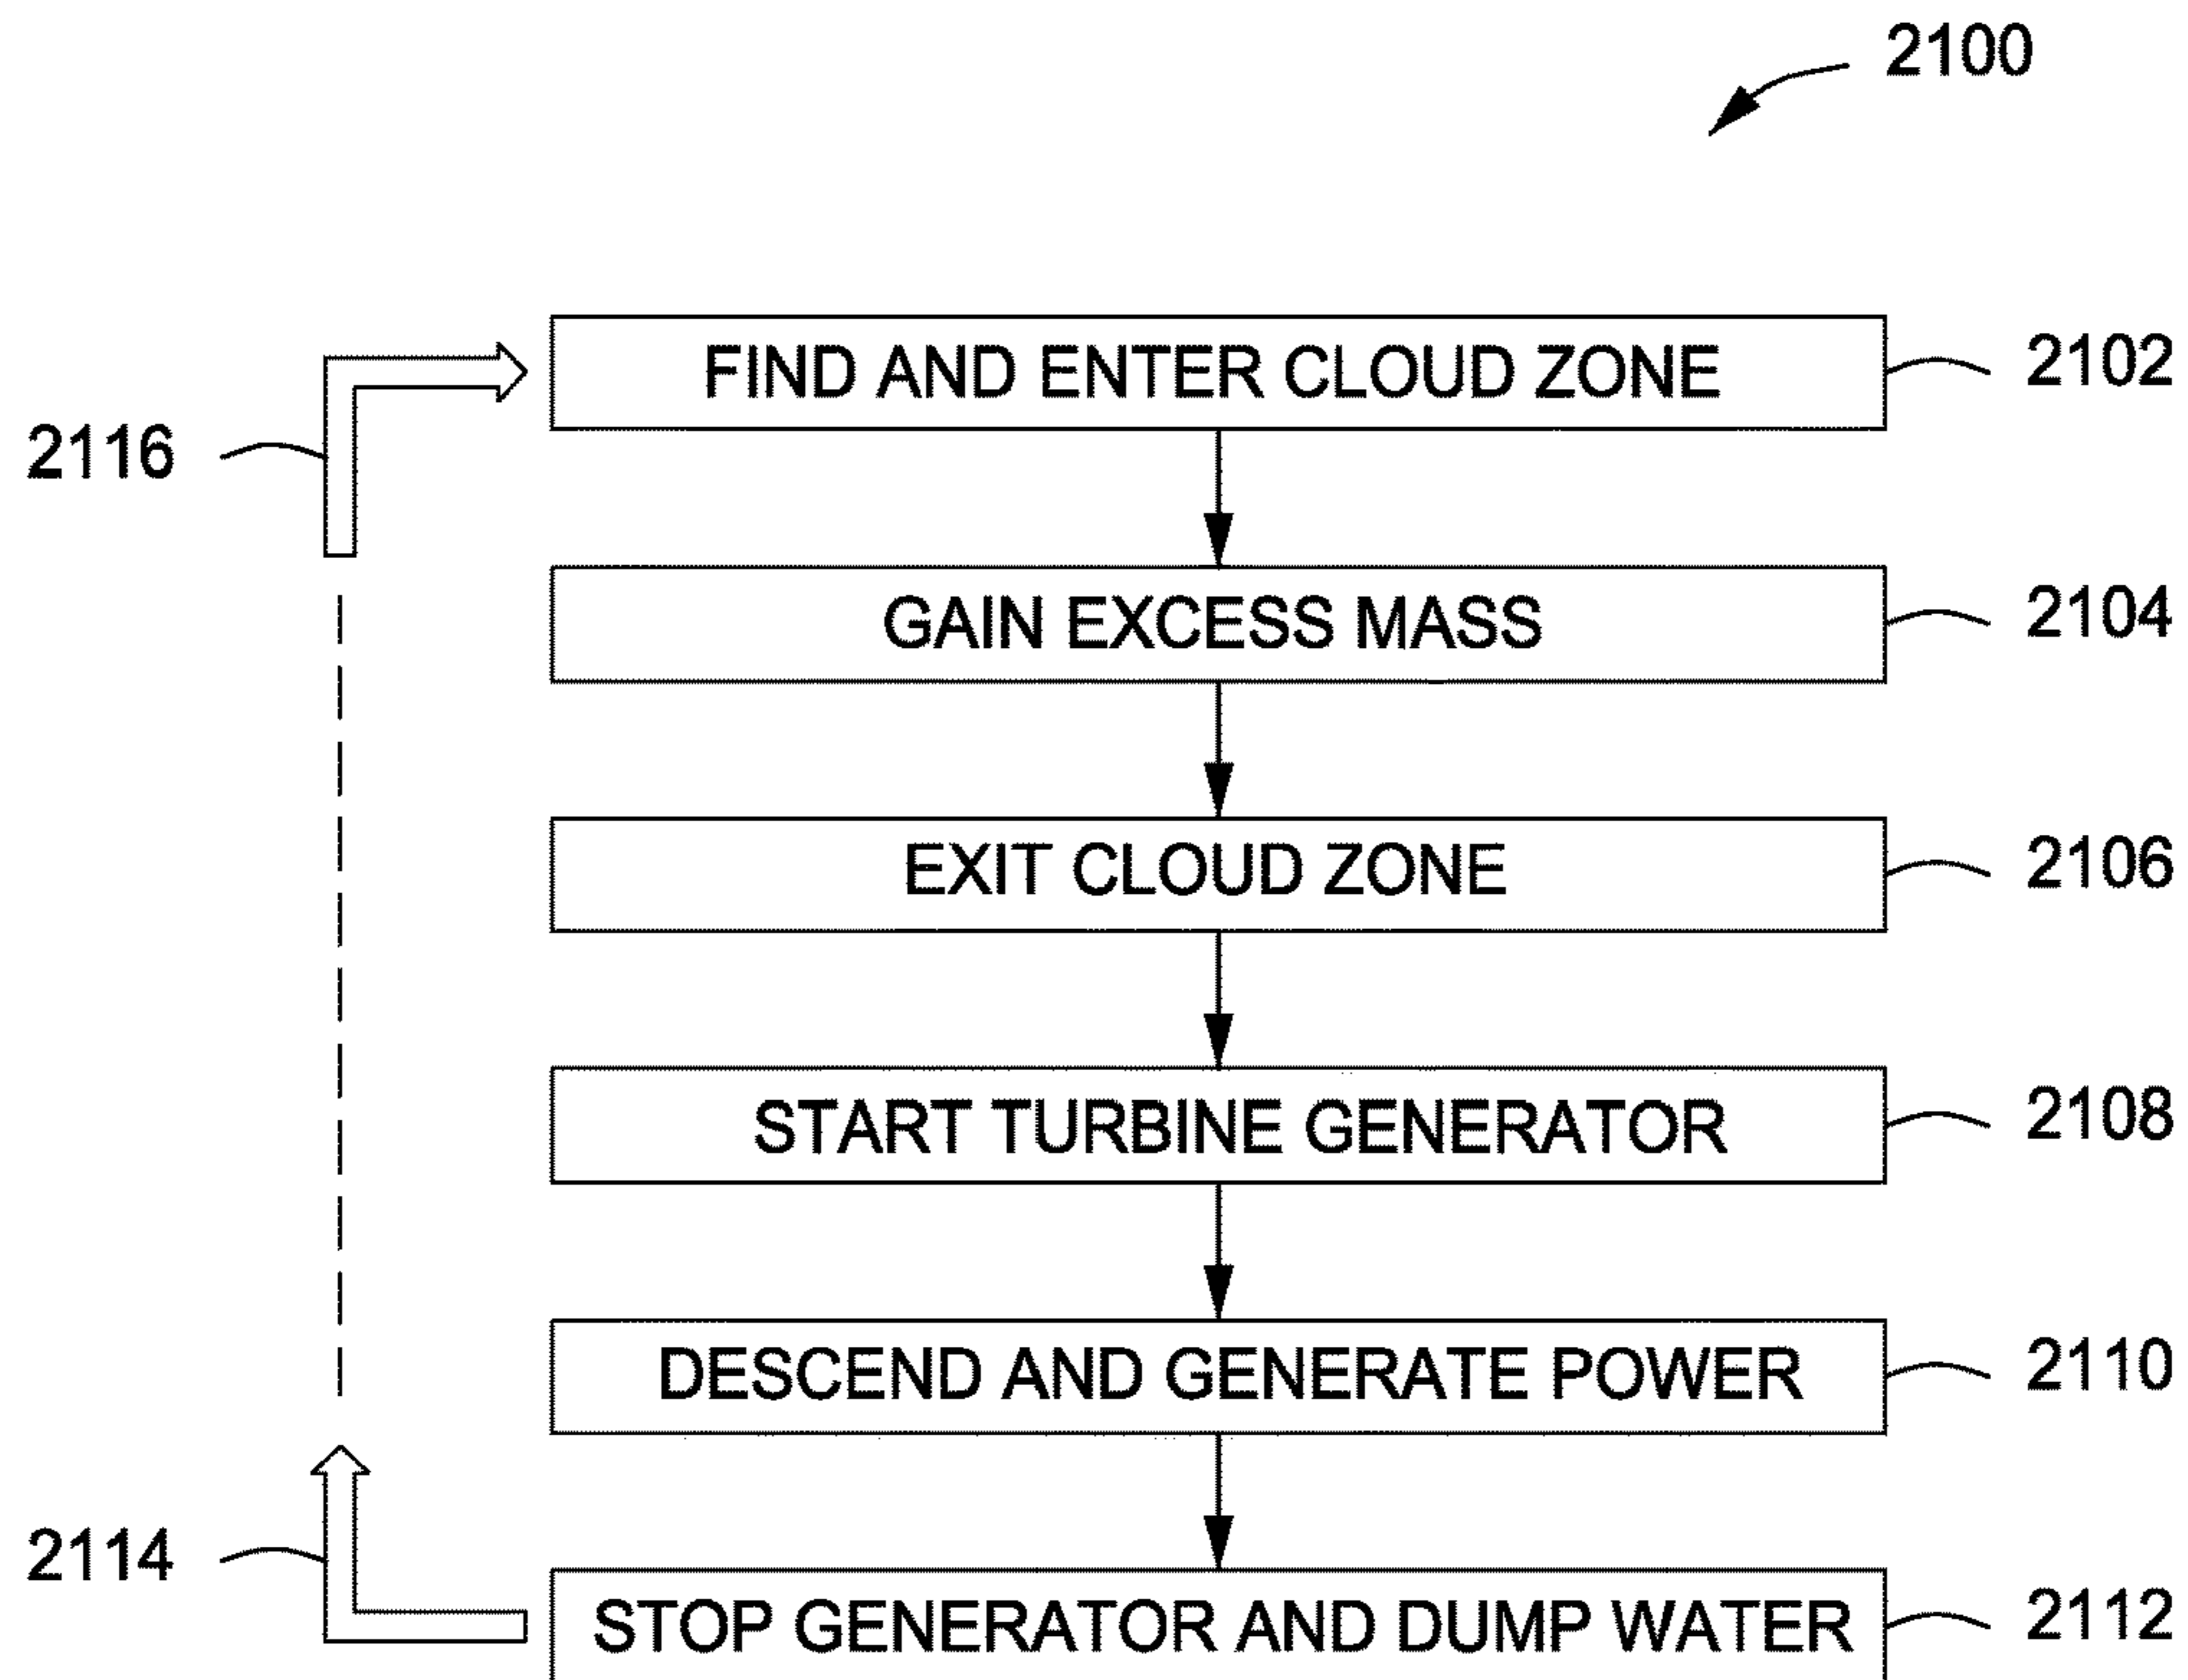 2100
FIND AND ENTER CLOUD ZONE 2102
2116
GAIN EXCESS MASS 2104
EXIT CLOUD ZONE 2106
START TURBINE GENERATOR 2108
DESCEND AND GENERATE POWER 2110
2114
STOP GENERATOR AND DUMP WATER 2112